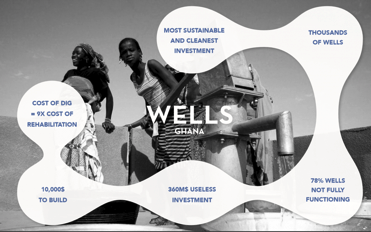 MOST SUSTAINABLE
AND CLEANEST
INVESTMENT
THOUSANDS
OF WELLS
COST OF DIG
= 9X COST OF
REHABILITATION
WELLS
GHANA
10,000$
TO BUILD
360M$ USELESS
INVESTMENT
78% WELLS
NOT FULLY
FUNCTIONING